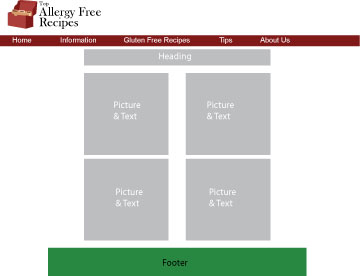 Top
Allergy Free
Recipes
Home Information Gluten Free Recipes Tips About Us
Heading
Picture
& Text
Picture
& Text
Picture
& Text
Picture
& Text
Footer